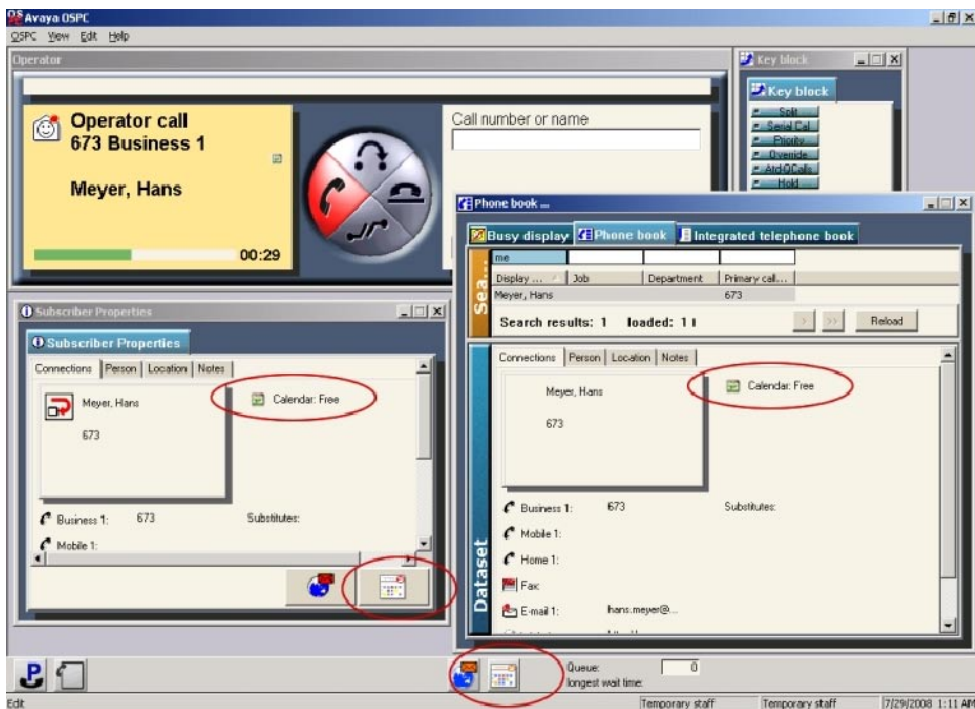 Avaya OSPC
OSPC View Edit Help
Operator
Operator call
673 Business 1
Meyer, Hans
00:29
Call number or name
Key block
Key block
Split
Serial Cal
Priority
Override
AtrdQCalls
Hold
Phone book ...
Busy display Phone book Integrated telephone book
Sea...
me
Display ... Job Department Primary call...
Meyer, Hans 673
Search results: 1 loaded: 1
> >> Reload
Dataset
Connections Person Location Notes
Meyer, Hans
673
Calendar: Free
Business 1: 673 Substitutes:
Mobile 1:
Home 1:
Fax
E-mail 1: hans.meyer@...
Subscriber Properties
Subscriber Properties
Connections Person Location Notes
Meyer, Hans
673
Calendar: Free
Business 1: 673 Substitutes:
Mobile 1:
Queue: 0
longest wait time:
Edit Temporary staff Temporary staff 7/29/2008 1:11 AM